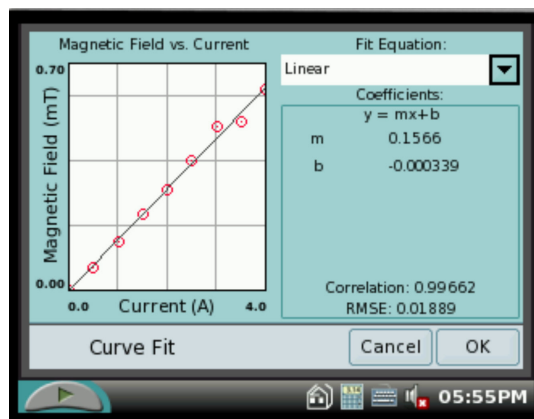 Magnetic Field vs. Current
0.70
Magnetic Field (mT)
0.00
0.0
Current (A)
4.0
Fit Equation:
Linear
Coefficients:
y = mx+b
m 0.1566
b -0.000339
Correlation: 0.99662
RMSE: 0.01889
Curve Fit
Cancel
OK
05:55PM